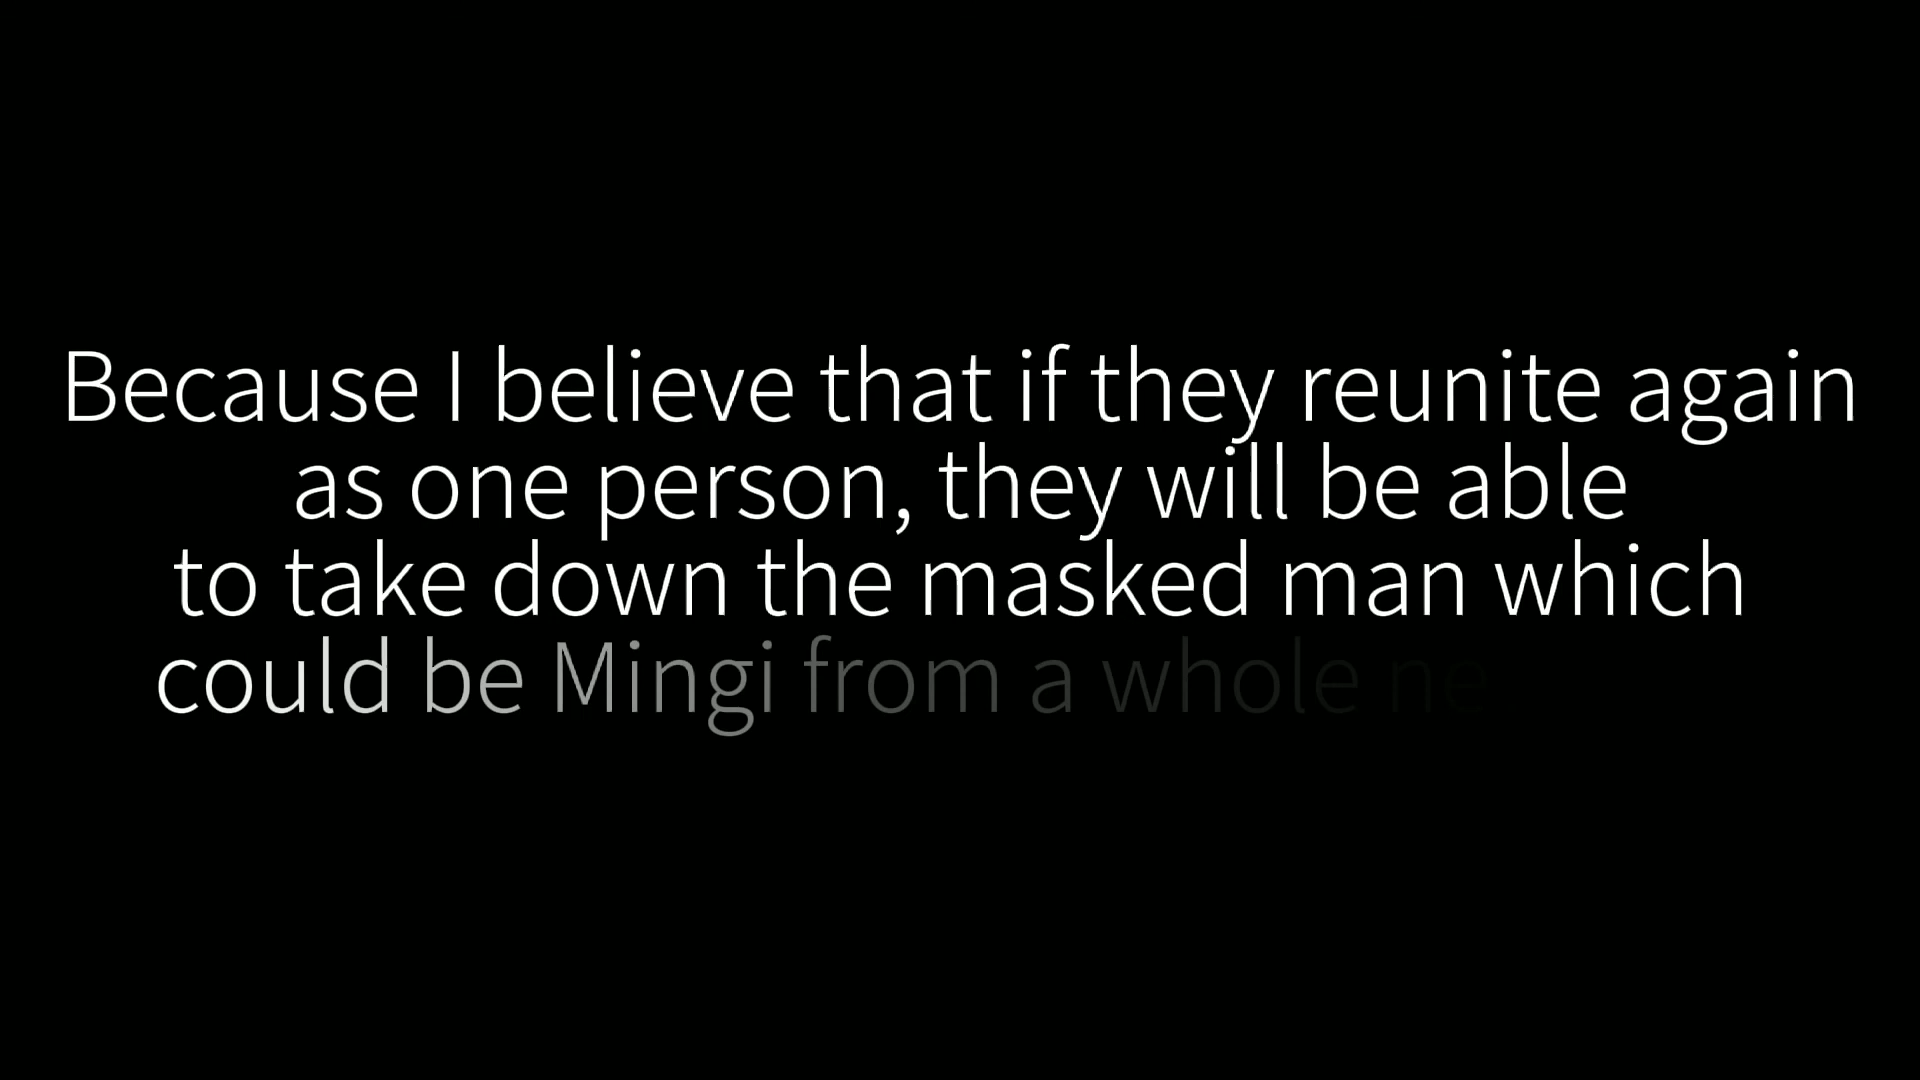 Because I believe that if they reunite again
as one person, they will be able
to take down the masked man which
could be Mingi from a whole